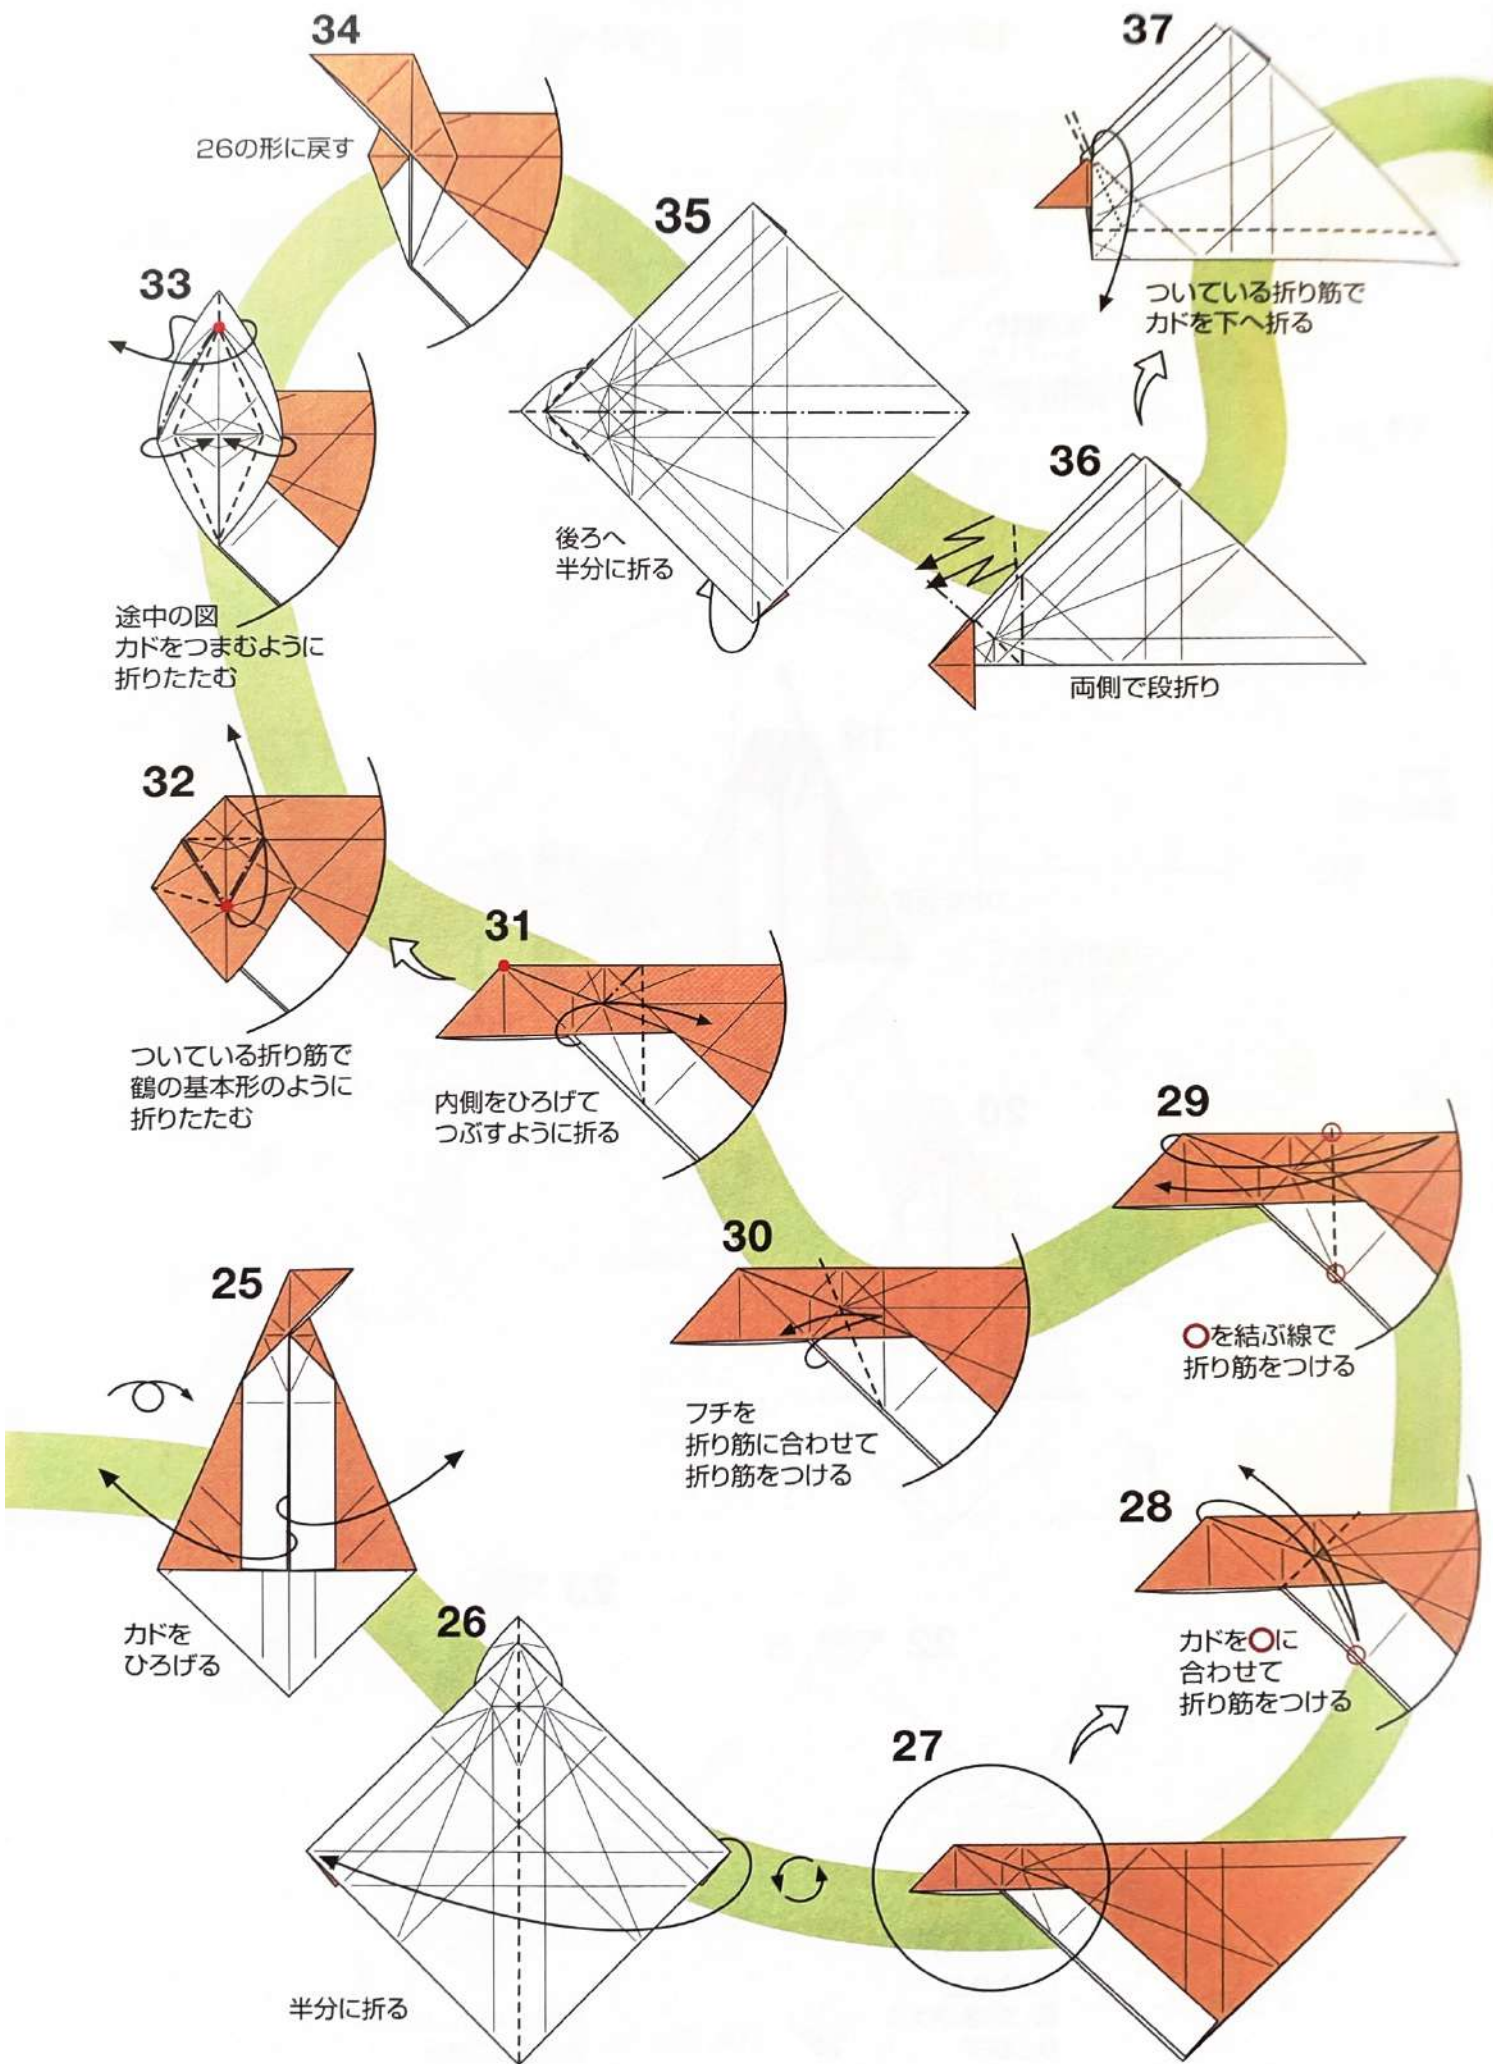 25
カドを
ひろげる
26
半分に折る
27
28
カドを○に
合わせて
折り筋をつける
29
○を結ぶ線で
折り筋をつける
30
フチを
折り筋に合わせて
折り筋をつける
31
内側をひろげて
つぶすように折る
32
ついている折り筋で
鶴の基本形のように
折りたたむ
33
途中の図
カドをつまむように
折りたたむ
34
26の形に戻す
35
後ろへ
半分に折る
36
両側で段折り
37
ついている折り筋で
カドを下へ折る